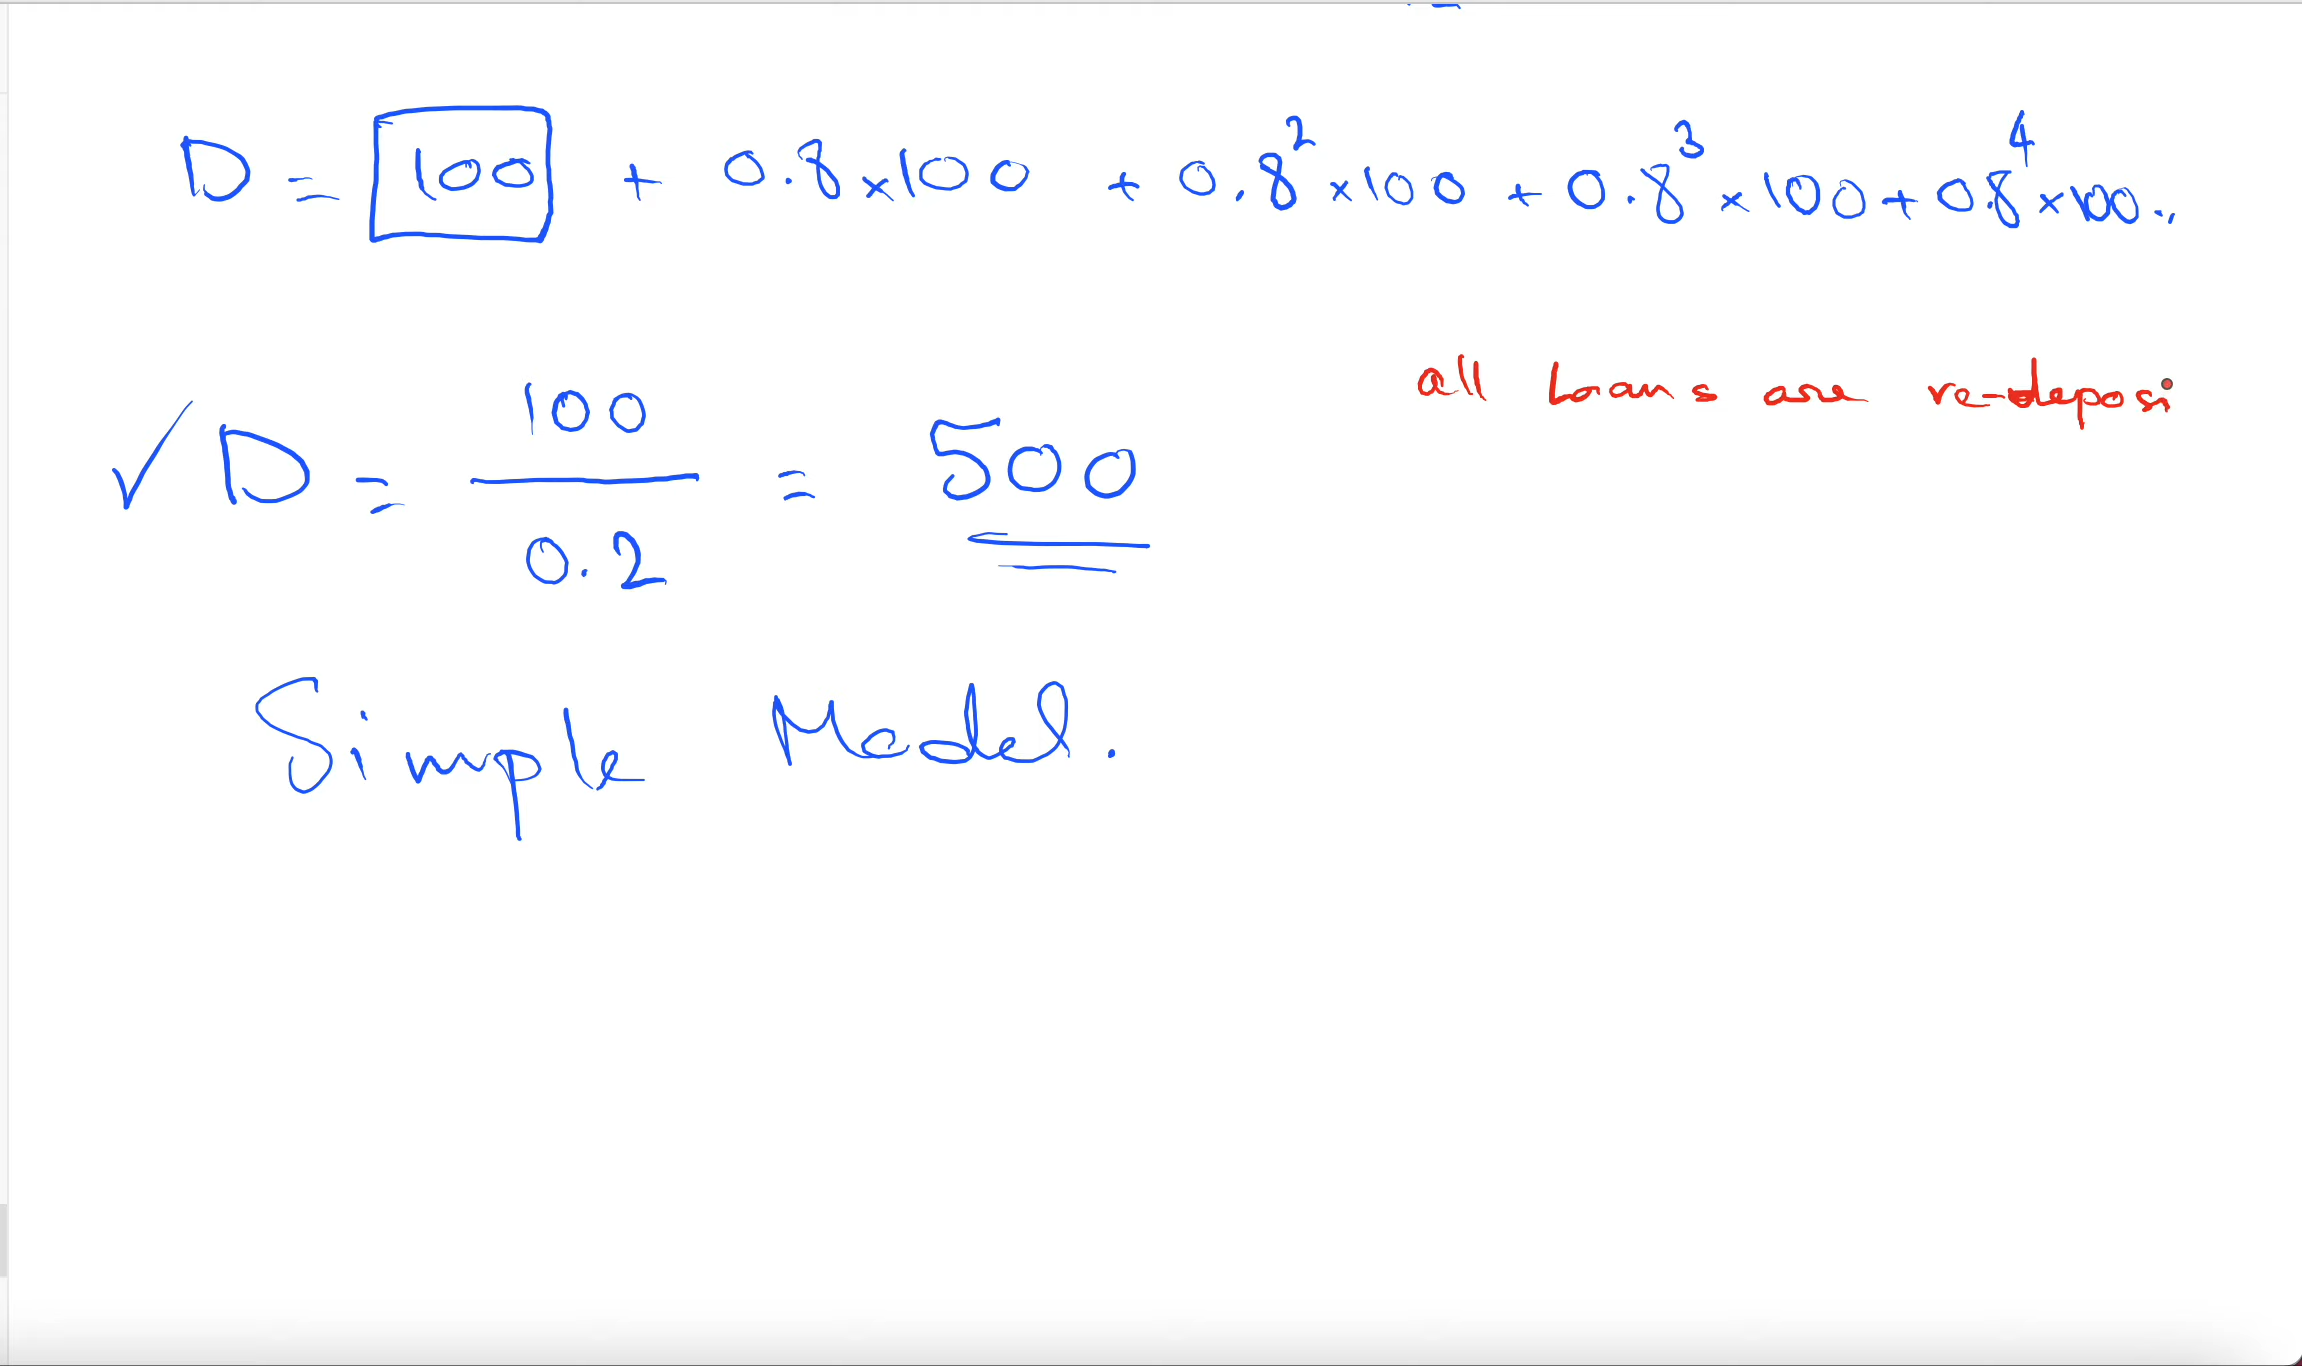 D = 100 + 0.8×100 + 0.8² ×100 + 0.8³ ×100 + 0.8⁴×100..
all Loans are re-deposi
✓ D = 100 / 0.2 = 500
Simple Model.